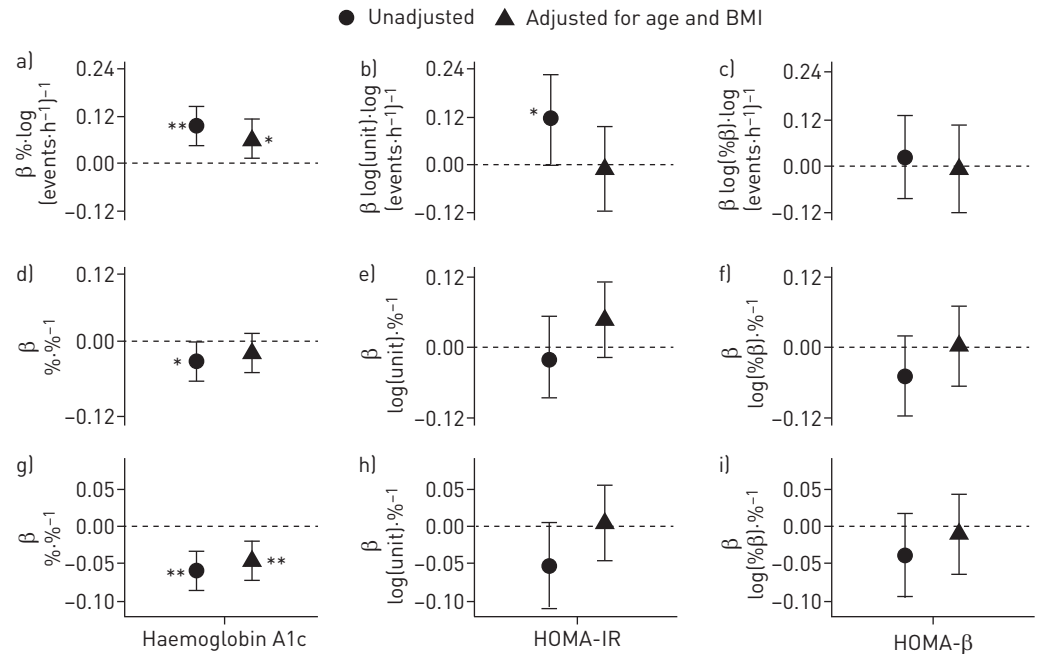 ● Unadjusted ▲ Adjusted for age and BMI
a)
β %·log
(events·h⁻¹)⁻¹
0.24
0.12
0.00
−0.12
**
*
b)
β log(unit)·log
(events·h⁻¹)⁻¹
0.24
0.12
0.00
−0.12
*
c)
β log(%β)·log
(events·h⁻¹)⁻¹
0.24
0.12
0.00
−0.12
d)
β
%·%⁻¹
0.12
0.00
−0.12
*
e)
β
log(unit)·%⁻¹
0.12
0.00
−0.12
f)
β
log(%β)·%⁻¹
0.12
0.00
−0.12
g)
β
%·%⁻¹
0.05
0.00
−0.05
−0.10
**
**
Haemoglobin A1c
h)
β
log(unit)·%⁻¹
0.05
0.00
−0.05
−0.10
HOMA-IR
i)
β
log(%β)·%⁻¹
0.05
0.00
−0.05
−0.10
HOMA-β